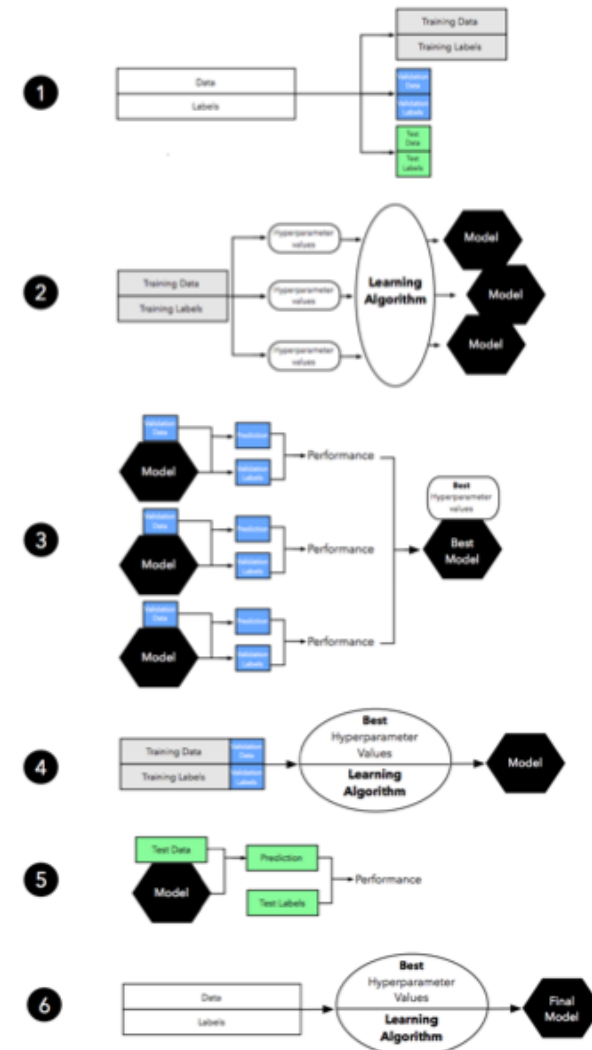 1
Data
Labels
Training Data
Training Labels
Validation
Data
Validation
Labels
Test
Data
Test
Labels
2
Training Data
Training Labels
Hyperparameter
values
Hyperparameter
values
Hyperparameter
values
Learning
Algorithm
Model
Model
Model
3
Validation
Data
Model
Prediction
Validation
Labels
Performance
Validation
Data
Model
Prediction
Validation
Labels
Performance
Validation
Data
Model
Prediction
Validation
Labels
Performance
Best
Hyperparameter
values
Best
Model
4
Training Data
Training Labels
Validation
Data
Validation
Labels
Best
Hyperparameter
Values
Learning
Algorithm
Model
5
Test Data
Model
Prediction
Test Labels
Performance
6
Data
Labels
Best
Hyperparameter
Values
Learning
Algorithm
Final
Model